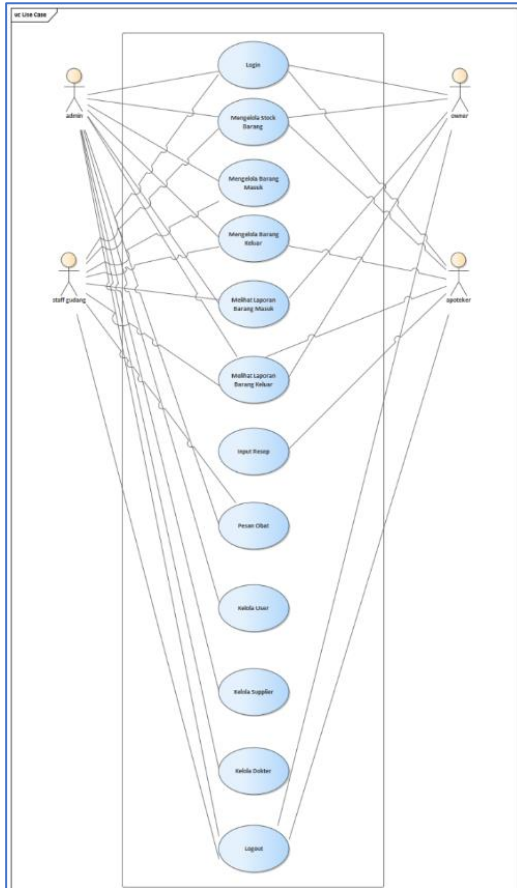 uc Use Case
Login
admin
owner
Mengelola Stock
Barang
Mengelola Barang
Masuk
Mengelola Barang
Keluar
staff gudang
apoteker
Melihat Laporan
Barang Masuk
Melihat Laporan
Barang Keluar
Input Resep
Pesan Obat
Kelola User
Kelola Supplier
Kelola Dokter
Logout